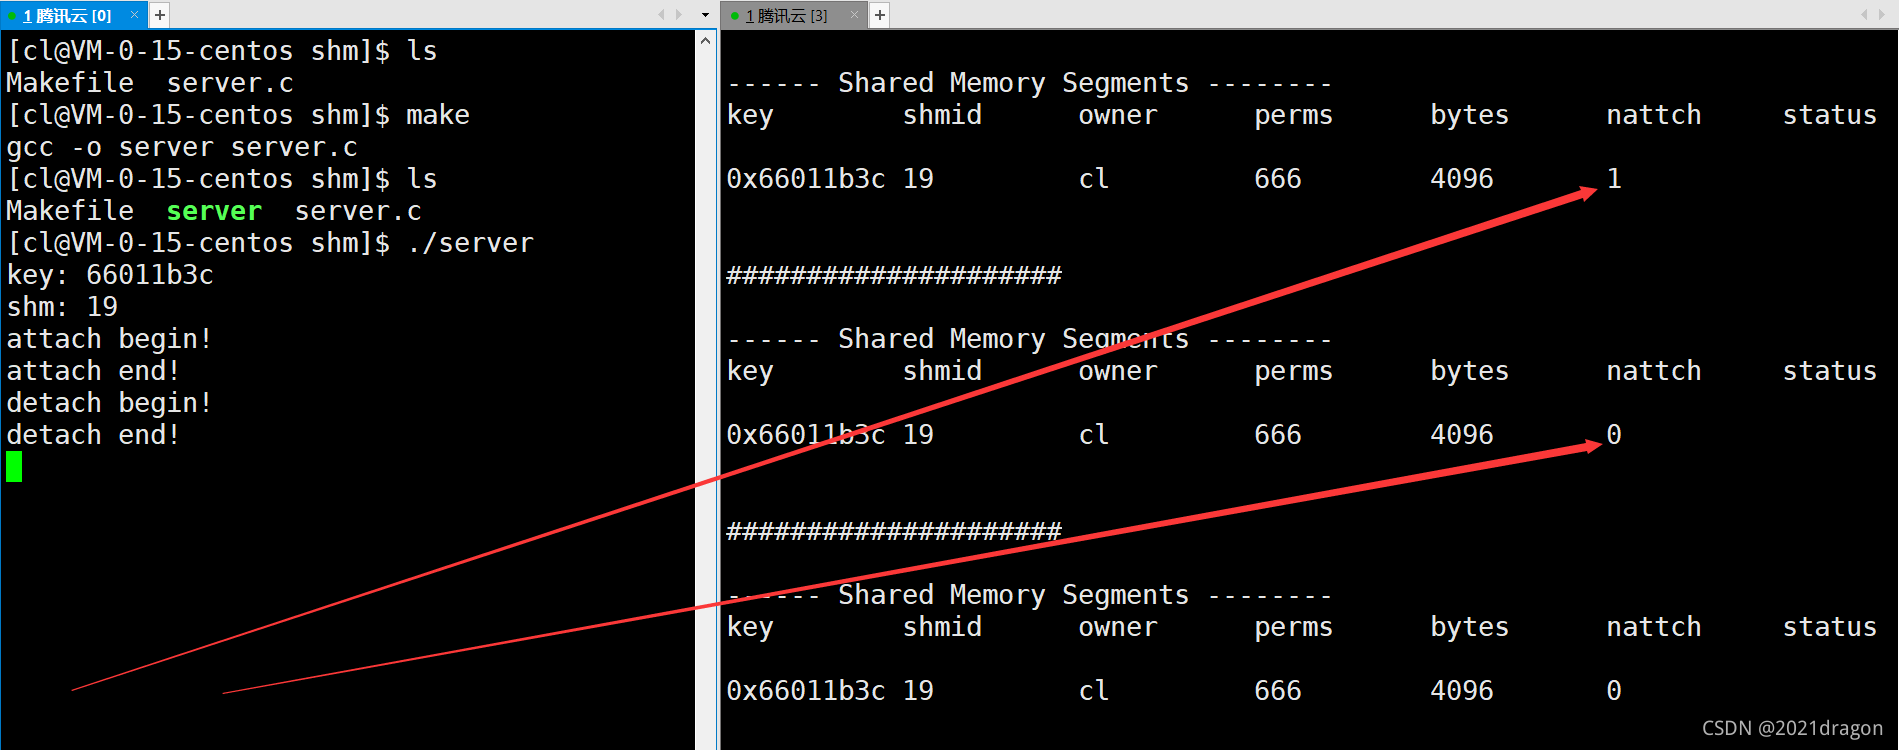 1 腾讯云 [0]
[cl@VM-0-15-centos shm]$ ls
Makefile  server.c
[cl@VM-0-15-centos shm]$ make
gcc -o server server.c
[cl@VM-0-15-centos shm]$ ls
Makefile  server  server.c
[cl@VM-0-15-centos shm]$ ./server
key: 66011b3c
shm: 19
attach begin!
attach end!
detach begin!
detach end!
1 腾讯云 [3]
------ Shared Memory Segments --------
key        shmid      owner      perms      bytes      nattch     status
0x66011b3c 19         cl         666        4096       1
#####################
------ Shared Memory Segments --------
key        shmid      owner      perms      bytes      nattch     status
0x66011b3c 19         cl         666        4096       0
#####################
------ Shared Memory Segments --------
key        shmid      owner      perms      bytes      nattch     status
0x66011b3c 19         cl         666        4096       0
CSDN @2021dragon